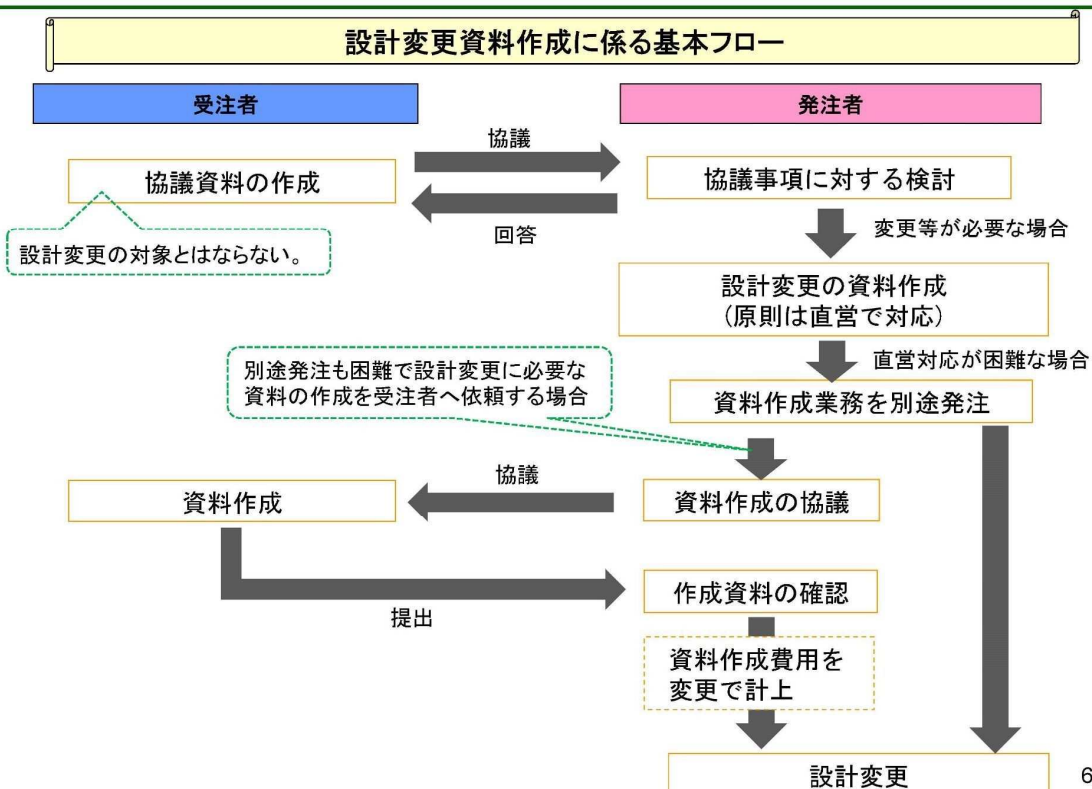 設計変更資料作成に係る基本フロー
受注者
発注者
協議
協議資料の作成
協議事項に対する検討
回答
変更等が必要な場合
設計変更の対象とはならない。
設計変更の資料作成
(原則は直営で対応)
直営対応が困難な場合
別途発注も困難で設計変更に必要な
資料の作成を受注者へ依頼する場合
資料作成業務を別途発注
協議
資料作成
資料作成の協議
作成資料の確認
提出
資料作成費用を
変更で計上
設計変更
6